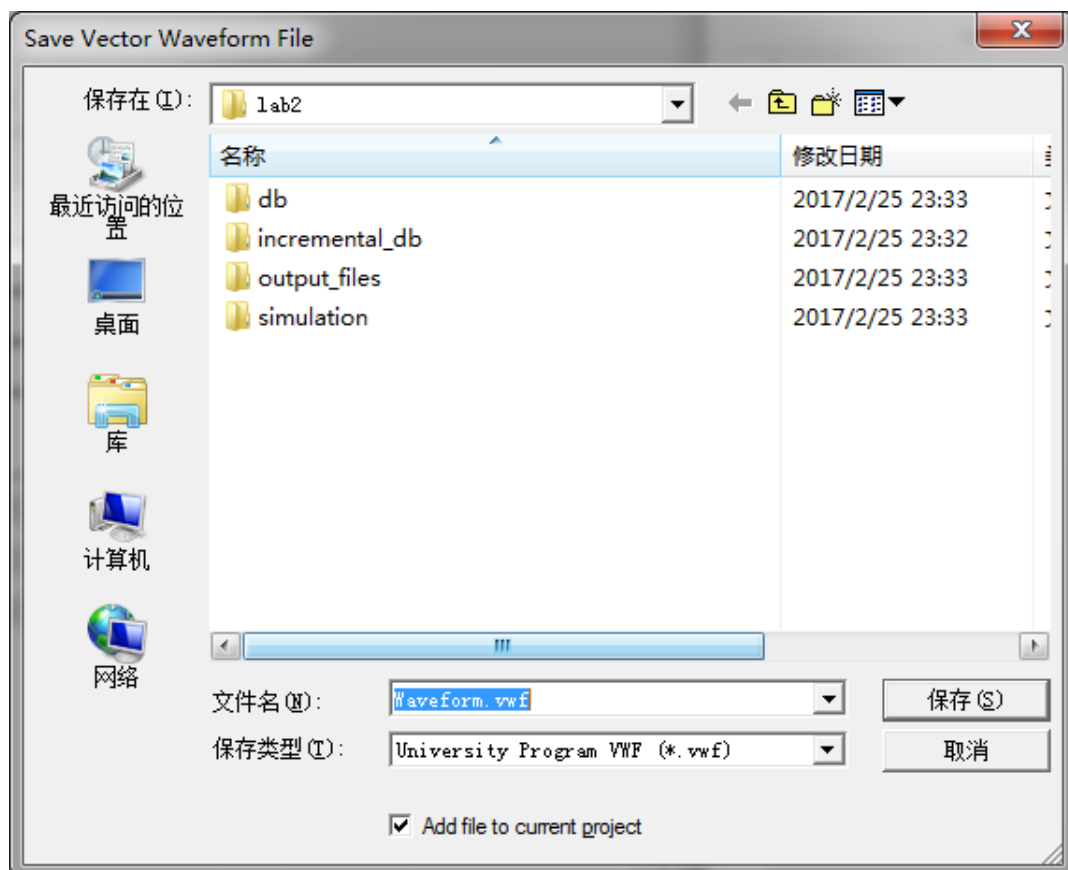 Save Vector Waveform File
保存在(I):
lab2
最近访问的位置
桌面
库
计算机
网络
名称
修改日期
db
2017/2/25 23:33
incremental_db
2017/2/25 23:32
output_files
2017/2/25 23:33
simulation
2017/2/25 23:33
文件名(N):
Waveform.vwf
保存(S)
保存类型(T):
University Program VWF (*.vwf)
取消
Add file to current project